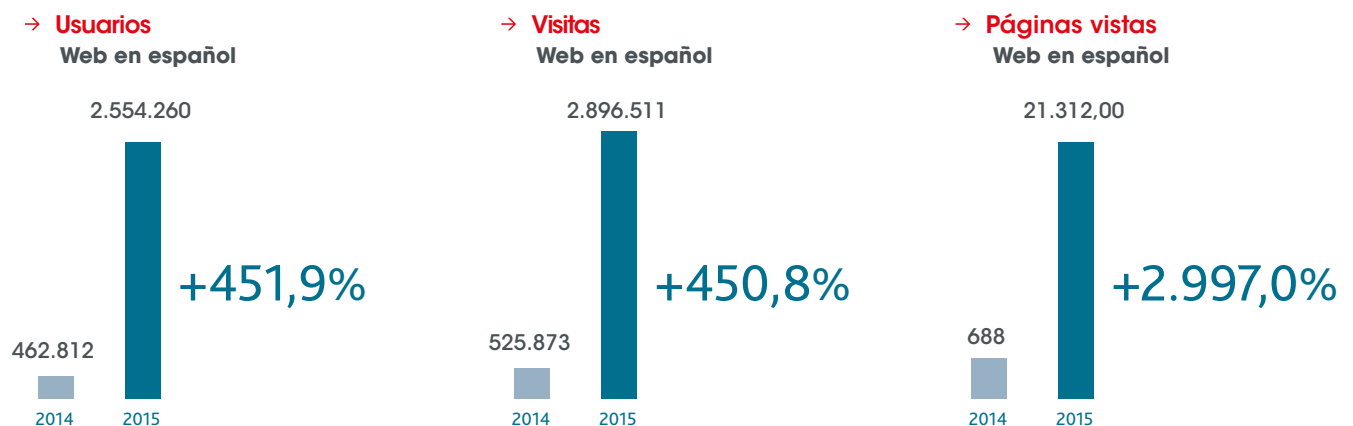 → Usuarios
Web en español
2.554.260
+451,9%
462.812
2014 2015
→ Visitas
Web en español
2.896.511
+450,8%
525.873
2014 2015
→ Páginas vistas
Web en español
21.312,00
+2.997,0%
688
2014 2015